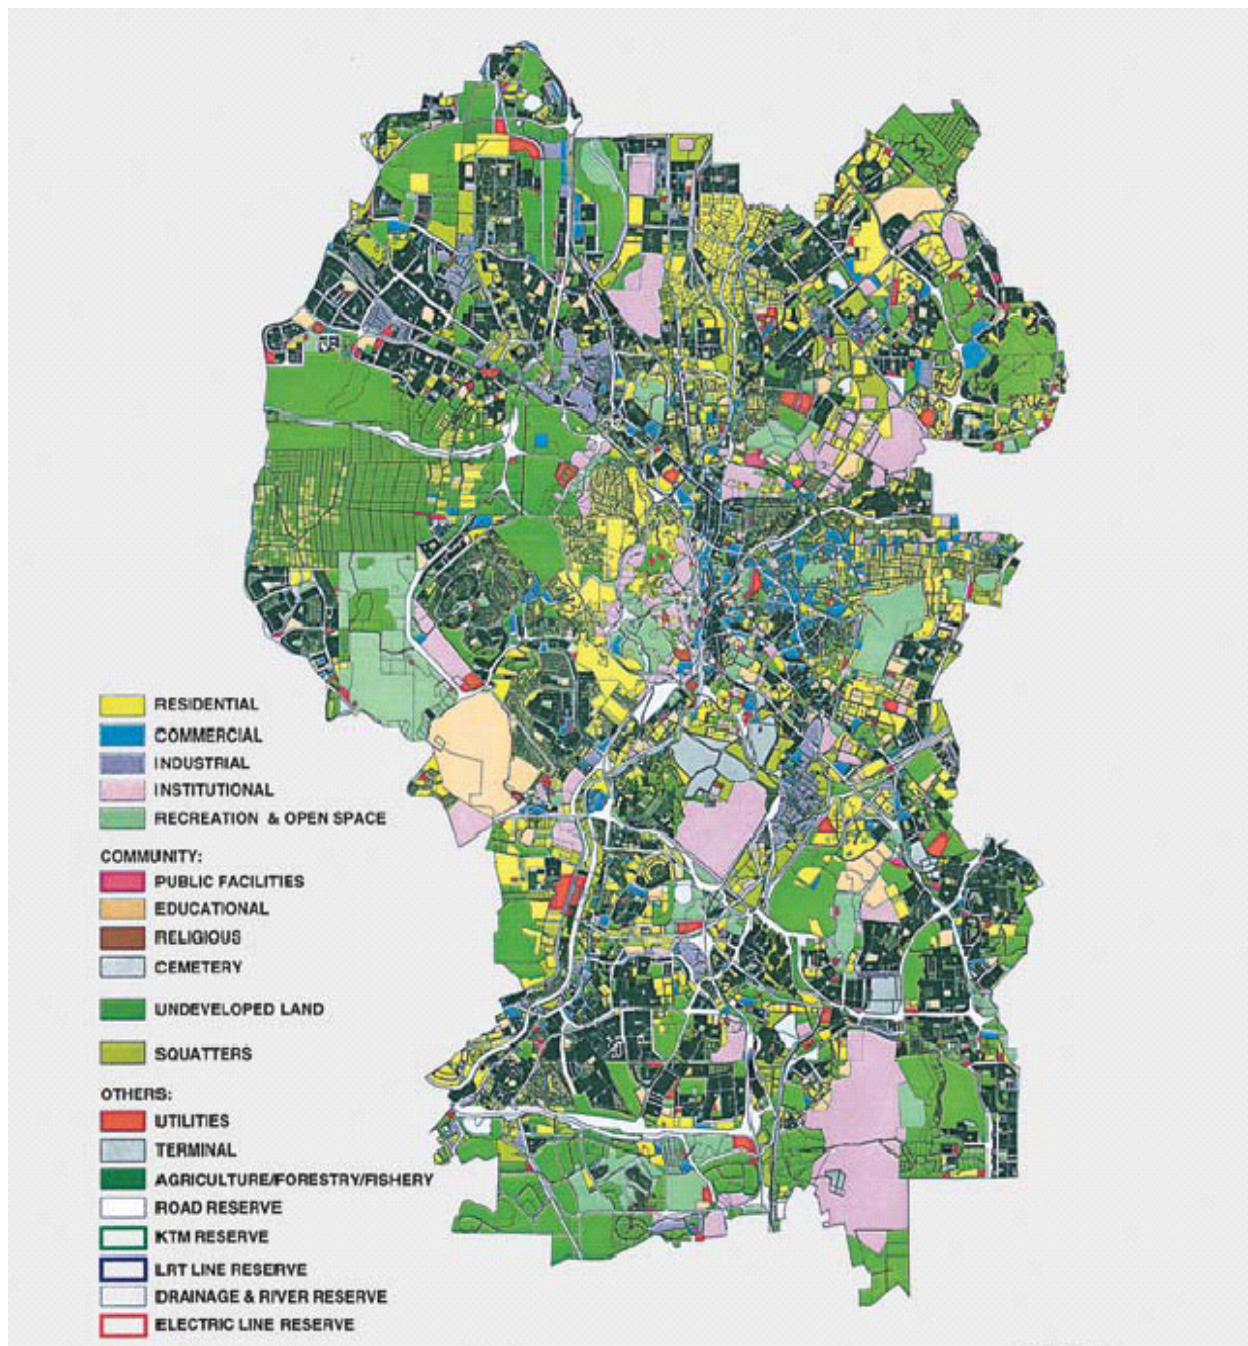 RESIDENTIAL
COMMERCIAL
INDUSTRIAL
INSTITUTIONAL
RECREATION & OPEN SPACE
COMMUNITY:
PUBLIC FACILITIES
EDUCATIONAL
RELIGIOUS
CEMETERY
UNDEVELOPED LAND
SQUATTERS
OTHERS:
UTILITIES
TERMINAL
AGRICULTURE/FORESTRY/FISHERY
ROAD RESERVE
KTM RESERVE
LRT LINE RESERVE
DRAINAGE & RIVER RESERVE
ELECTRIC LINE RESERVE